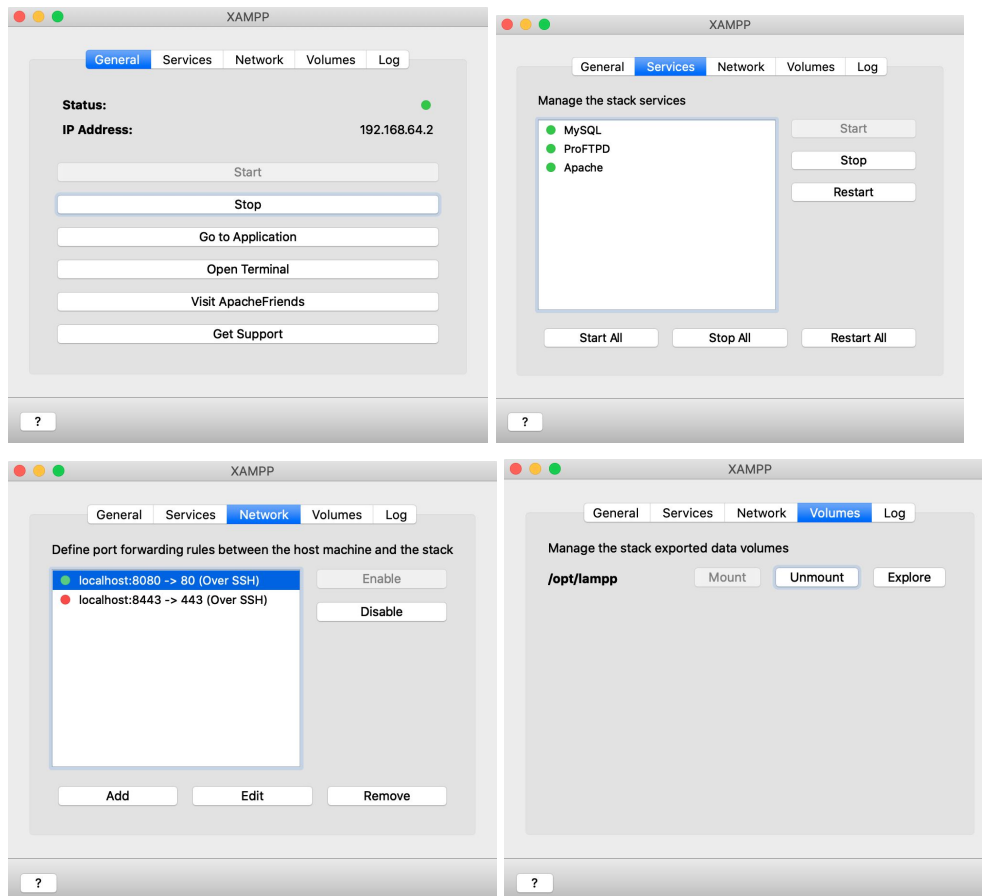 XAMPP
General Services Network Volumes Log
Status:
IP Address: 192.168.64.2
Start
Stop
Go to Application
Open Terminal
Visit ApacheFriends
Get Support
?
XAMPP
General Services Network Volumes Log
Manage the stack services
MySQL
ProFTPD
Apache
Start
Stop
Restart
Start All Stop All Restart All
?
XAMPP
General Services Network Volumes Log
Define port forwarding rules between the host machine and the stack
localhost:8080 -> 80 (Over SSH)
localhost:8443 -> 443 (Over SSH)
Enable
Disable
Add Edit Remove
?
XAMPP
General Services Network Volumes Log
Manage the stack exported data volumes
/opt/lampp Mount Unmount Explore
?